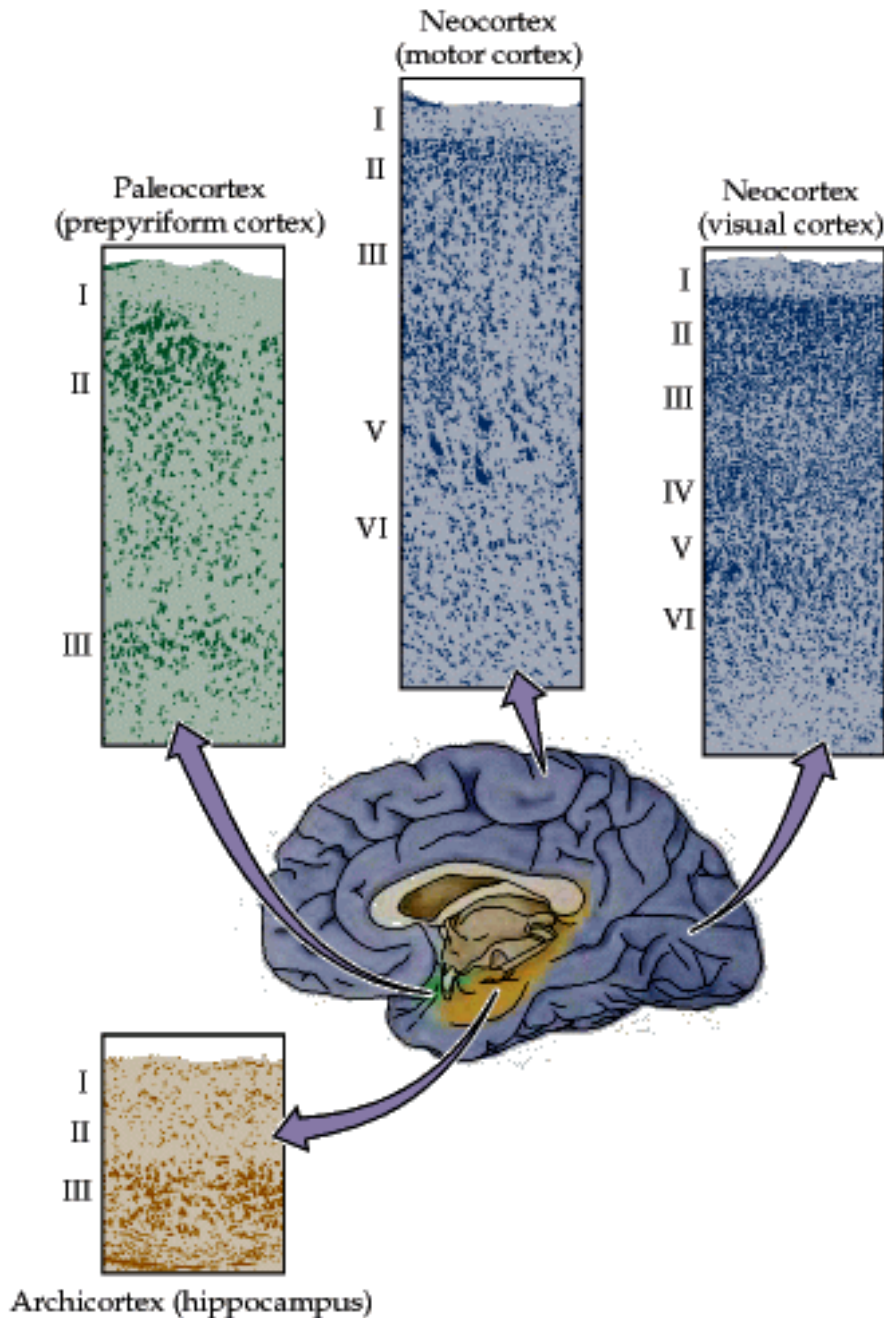 Neocortex
(motor cortex)
I
II
III
V
VI
Paleocortex
(prepyriform cortex)
I
II
III
Neocortex
(visual cortex)
I
II
III
IV
V
VI
I
II
III
Archicortex (hippocampus)